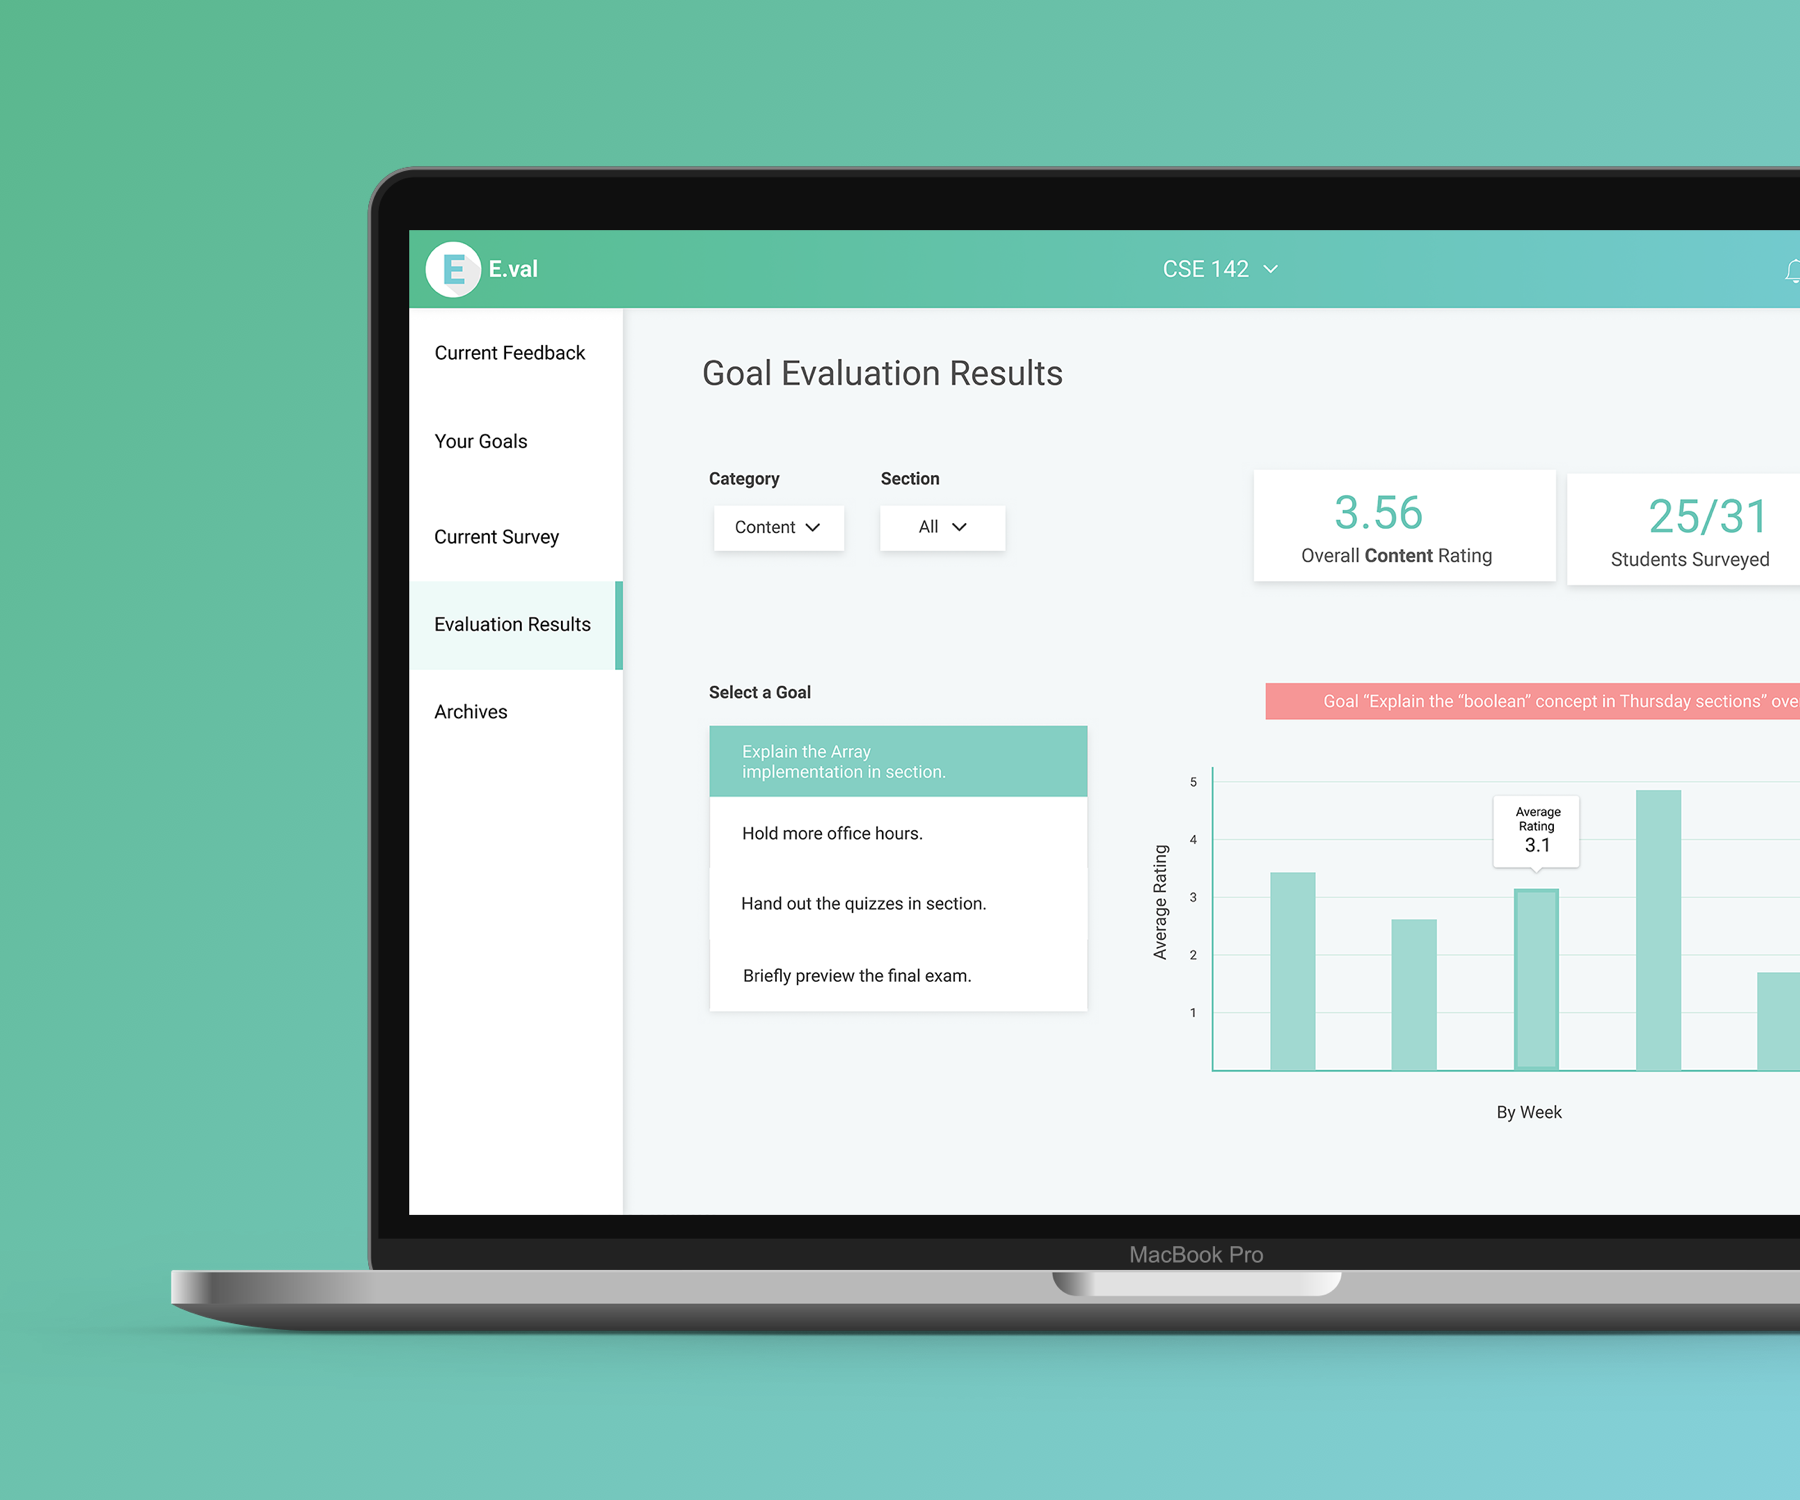 E E.val
CSE 142
Current Feedback
Your Goals
Current Survey
Evaluation Results
Archives
Goal Evaluation Results
Category
Section
Content
All
3.56
Overall Content Rating
25/31
Students Surveyed
Select a Goal
Explain the Array
implementation in section.
Hold more office hours.
Hand out the quizzes in section.
Briefly preview the final exam.
Goal “Explain the “boolean” concept in Thursday sections” ove
Average Rating
5
4
3
2
1
Average
Rating
3.1
By Week
MacBook Pro